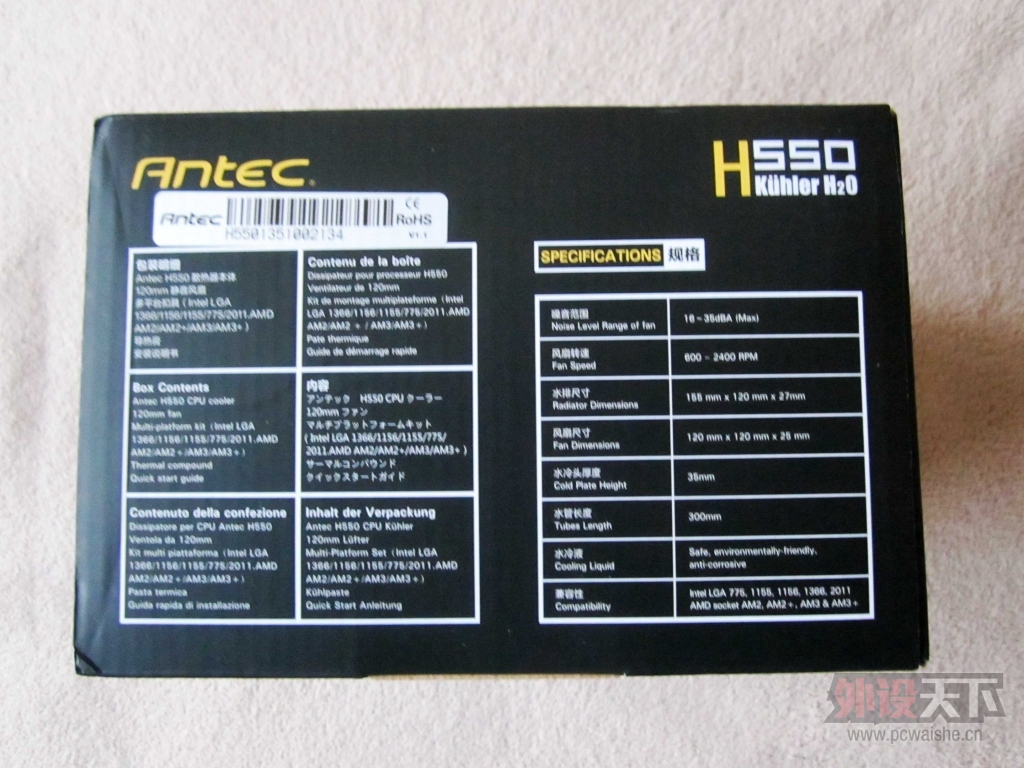 Antec
H550
Kühler H2O
Antec
CE
RoHS
H5501351002134
V1.1
SPECIFICATIONS 规格
包装明细
Antec H550 散热器本体
120mm 静音风扇
多平台扣具 ( Intel LGA
1366/1156/1155/775/2011.AMD
AM2/AM2+/AM3/AM3+ )
导热膏
安装说明书
Contenu de la boîte
Dissipateur pour processeur H550
Ventilateur de 120mm
Kit de montage multiplateforme ( Intel
LGA 1366/1156/1155/775/2011.AMD
AM2/AM2 + / AM3/AM3+ )
Pate thermique
Guide de démarrage rapide
Box Contents
Antec H550 CPU cooler
120mm fan
Multi-platform kit ( Intel LGA
1366/1156/1155/775/2011.AMD
AM2/AM2 +/AM3/AM3+ )
Thermal compound
Quick start guide
内容
アンテック H550 CPU クーラー
120mm ファン
マルチプラットフォームキット
( Intel LGA 1366/1156/1155/775/
2011.AMD AM2/AM2+/AM3/AM3+ )
サーマルコンパウンド
クイックスタートガイド
Contenuto della confezione
Dissipatore per CPU Antec H550
Ventola da 120mm
Kit multi piattaforma ( Intel LGA
1366/1156/1155/775/2011.AMD
AM2/AM2 +/AM3/AM3 + )
Pasta termica
Guida rapida di installazione
Inhalt der Verpackung
Antec H550 CPU Kühler
120mm Lüfter
Multi-Platform Set ( Intel LGA
1366/1156/1155/775/2011.AMD
AM2/AM2 +/AM3/AM3 + )
Kühlpaste
Quick Start Anleitung
噪音范围
Noise Level Range of fan
16 ~ 35dBA (Max)
风扇转速
Fan Speed
600 ~ 2400 RPM
水排尺寸
Radiator Dimensions
155 mm x 120 mm x 27mm
风扇尺寸
Fan Dimensions
120 mm x 120 mm x 25 mm
水冷头厚度
Cold Plate Height
35mm
水管长度
Tubes Length
300mm
水冷液
Cooling Liquid
Safe, environmentally-friendly,
anti-corrosive
兼容性
Compatibility
Intel LGA 775, 1155, 1156, 1366, 2011
AMD socket AM2, AM2+, AM3 & AM3+
外设天下
www.pcwaishe.cn